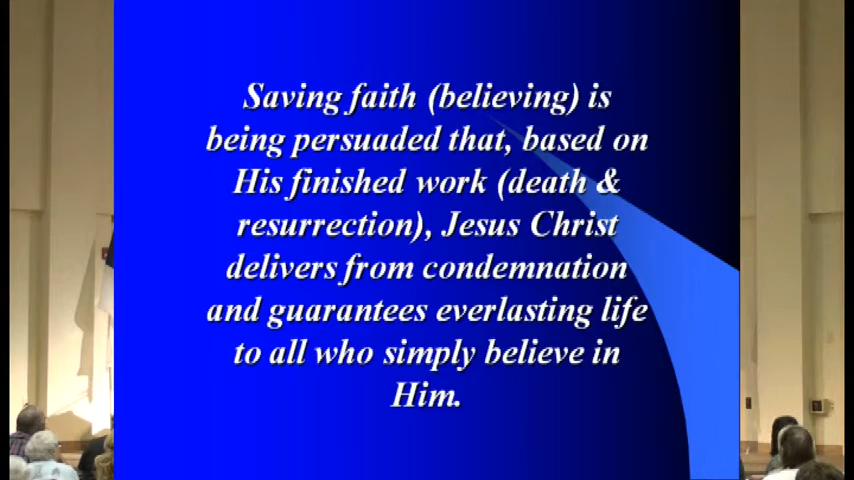 Saving faith (believing) is
being persuaded that, based on
His finished work (death &
resurrection), Jesus Christ
delivers from condemnation
and guarantees everlasting life
to all who simply believe in
Him.